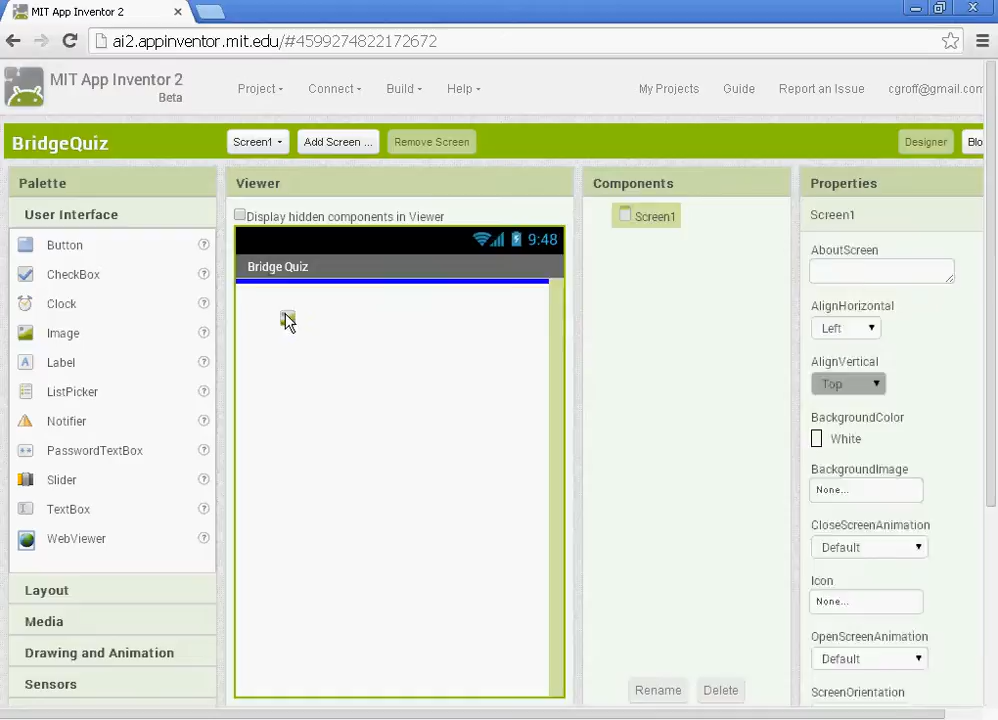 MIT App Inventor 2
ai2.appinventor.mit.edu/#4599274822172672
MIT App Inventor 2
Beta
Project
Connect
Build
Help
My Projects
Guide
Report an Issue
cgroff@gmail.com
BridgeQuiz
Screen1
Add Screen ...
Remove Screen
Designer
Blo
Palette
Viewer
Components
Properties
User Interface
Display hidden components in Viewer
Screen1
Screen1
Button
CheckBox
Clock
Image
Label
ListPicker
Notifier
PasswordTextBox
Slider
TextBox
WebViewer
Layout
Media
Drawing and Animation
Sensors
9:48
Bridge Quiz
Rename
Delete
AboutScreen
AlignHorizontal
Left
AlignVertical
Top
BackgroundColor
White
BackgroundImage
None...
CloseScreenAnimation
Default
Icon
None...
OpenScreenAnimation
Default
ScreenOrientation